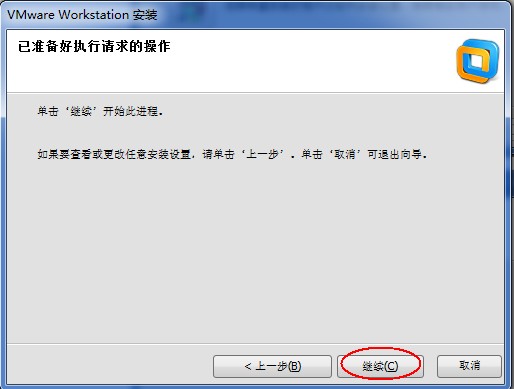 VMware Workstation 安装
已准备好执行请求的操作
单击‘继续’开始此进程。
如果要查看或更改任意安装设置，请单击‘上一步’．单击‘取消’可退出向导。
< 上一步(B)
继续(C)
取消